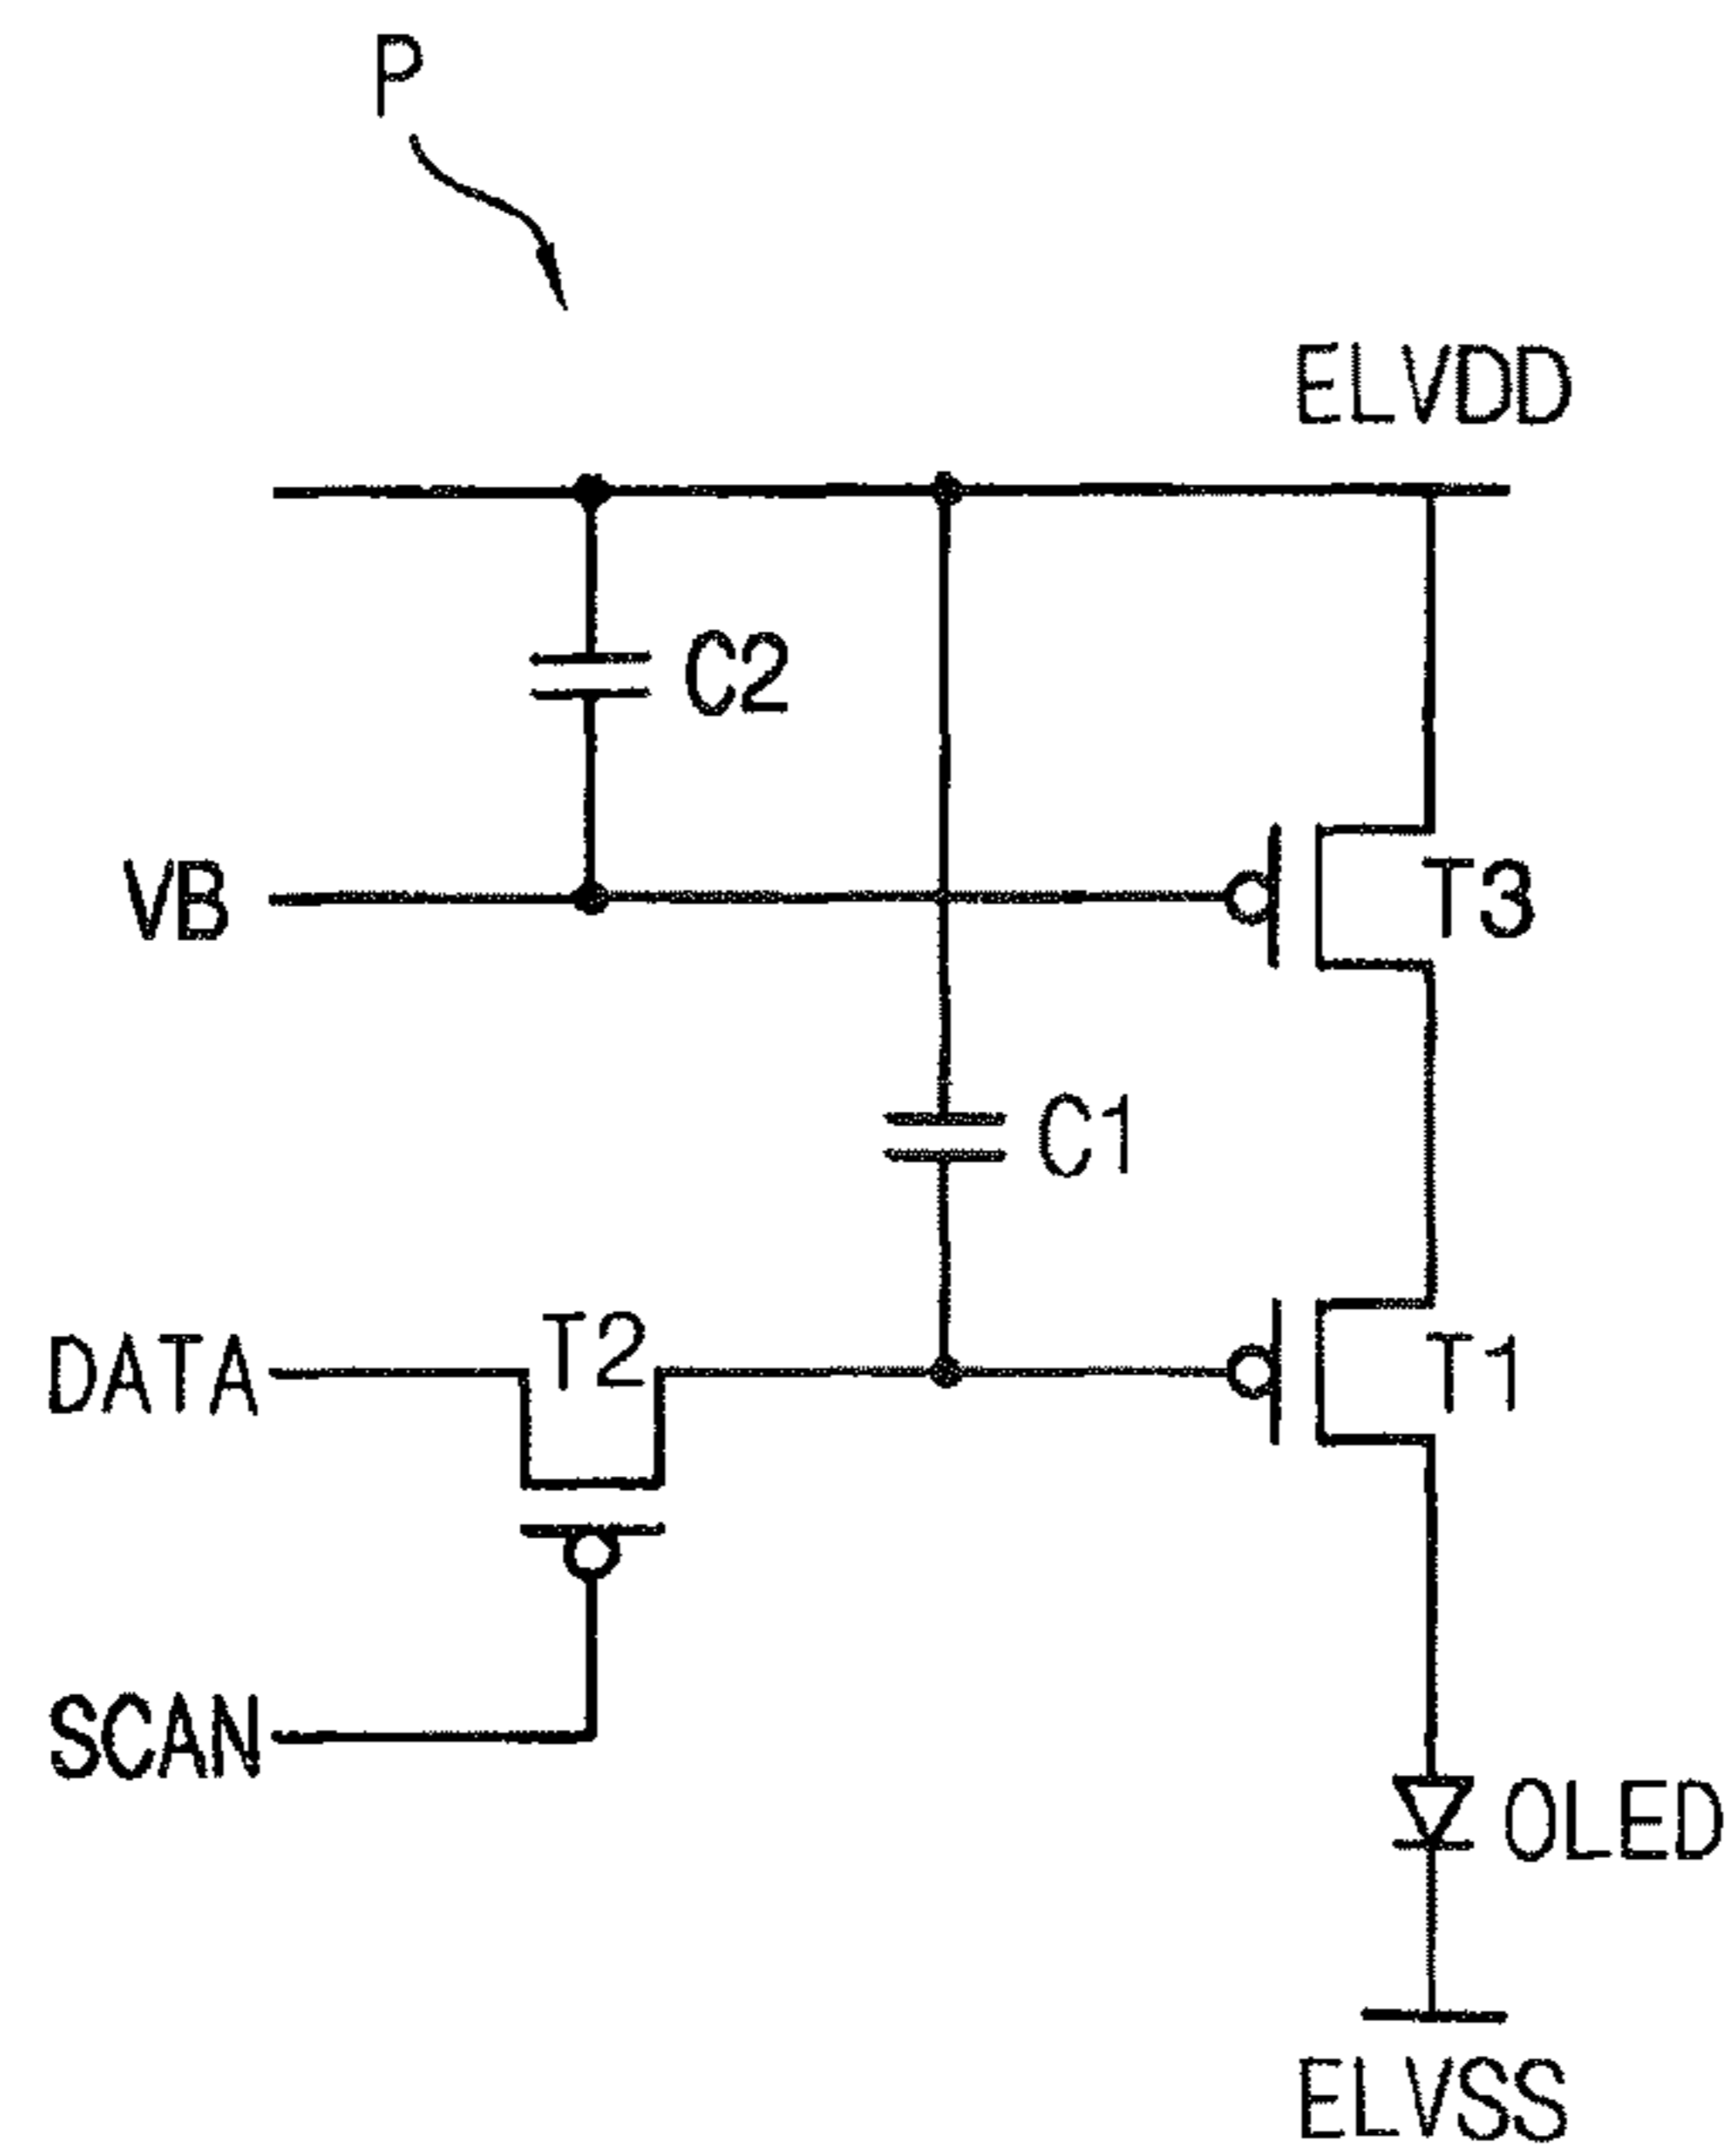 P
ELVDD
C2
VB
T3
C1
T2
DATA
T1
SCAN
OLED
ELVSS